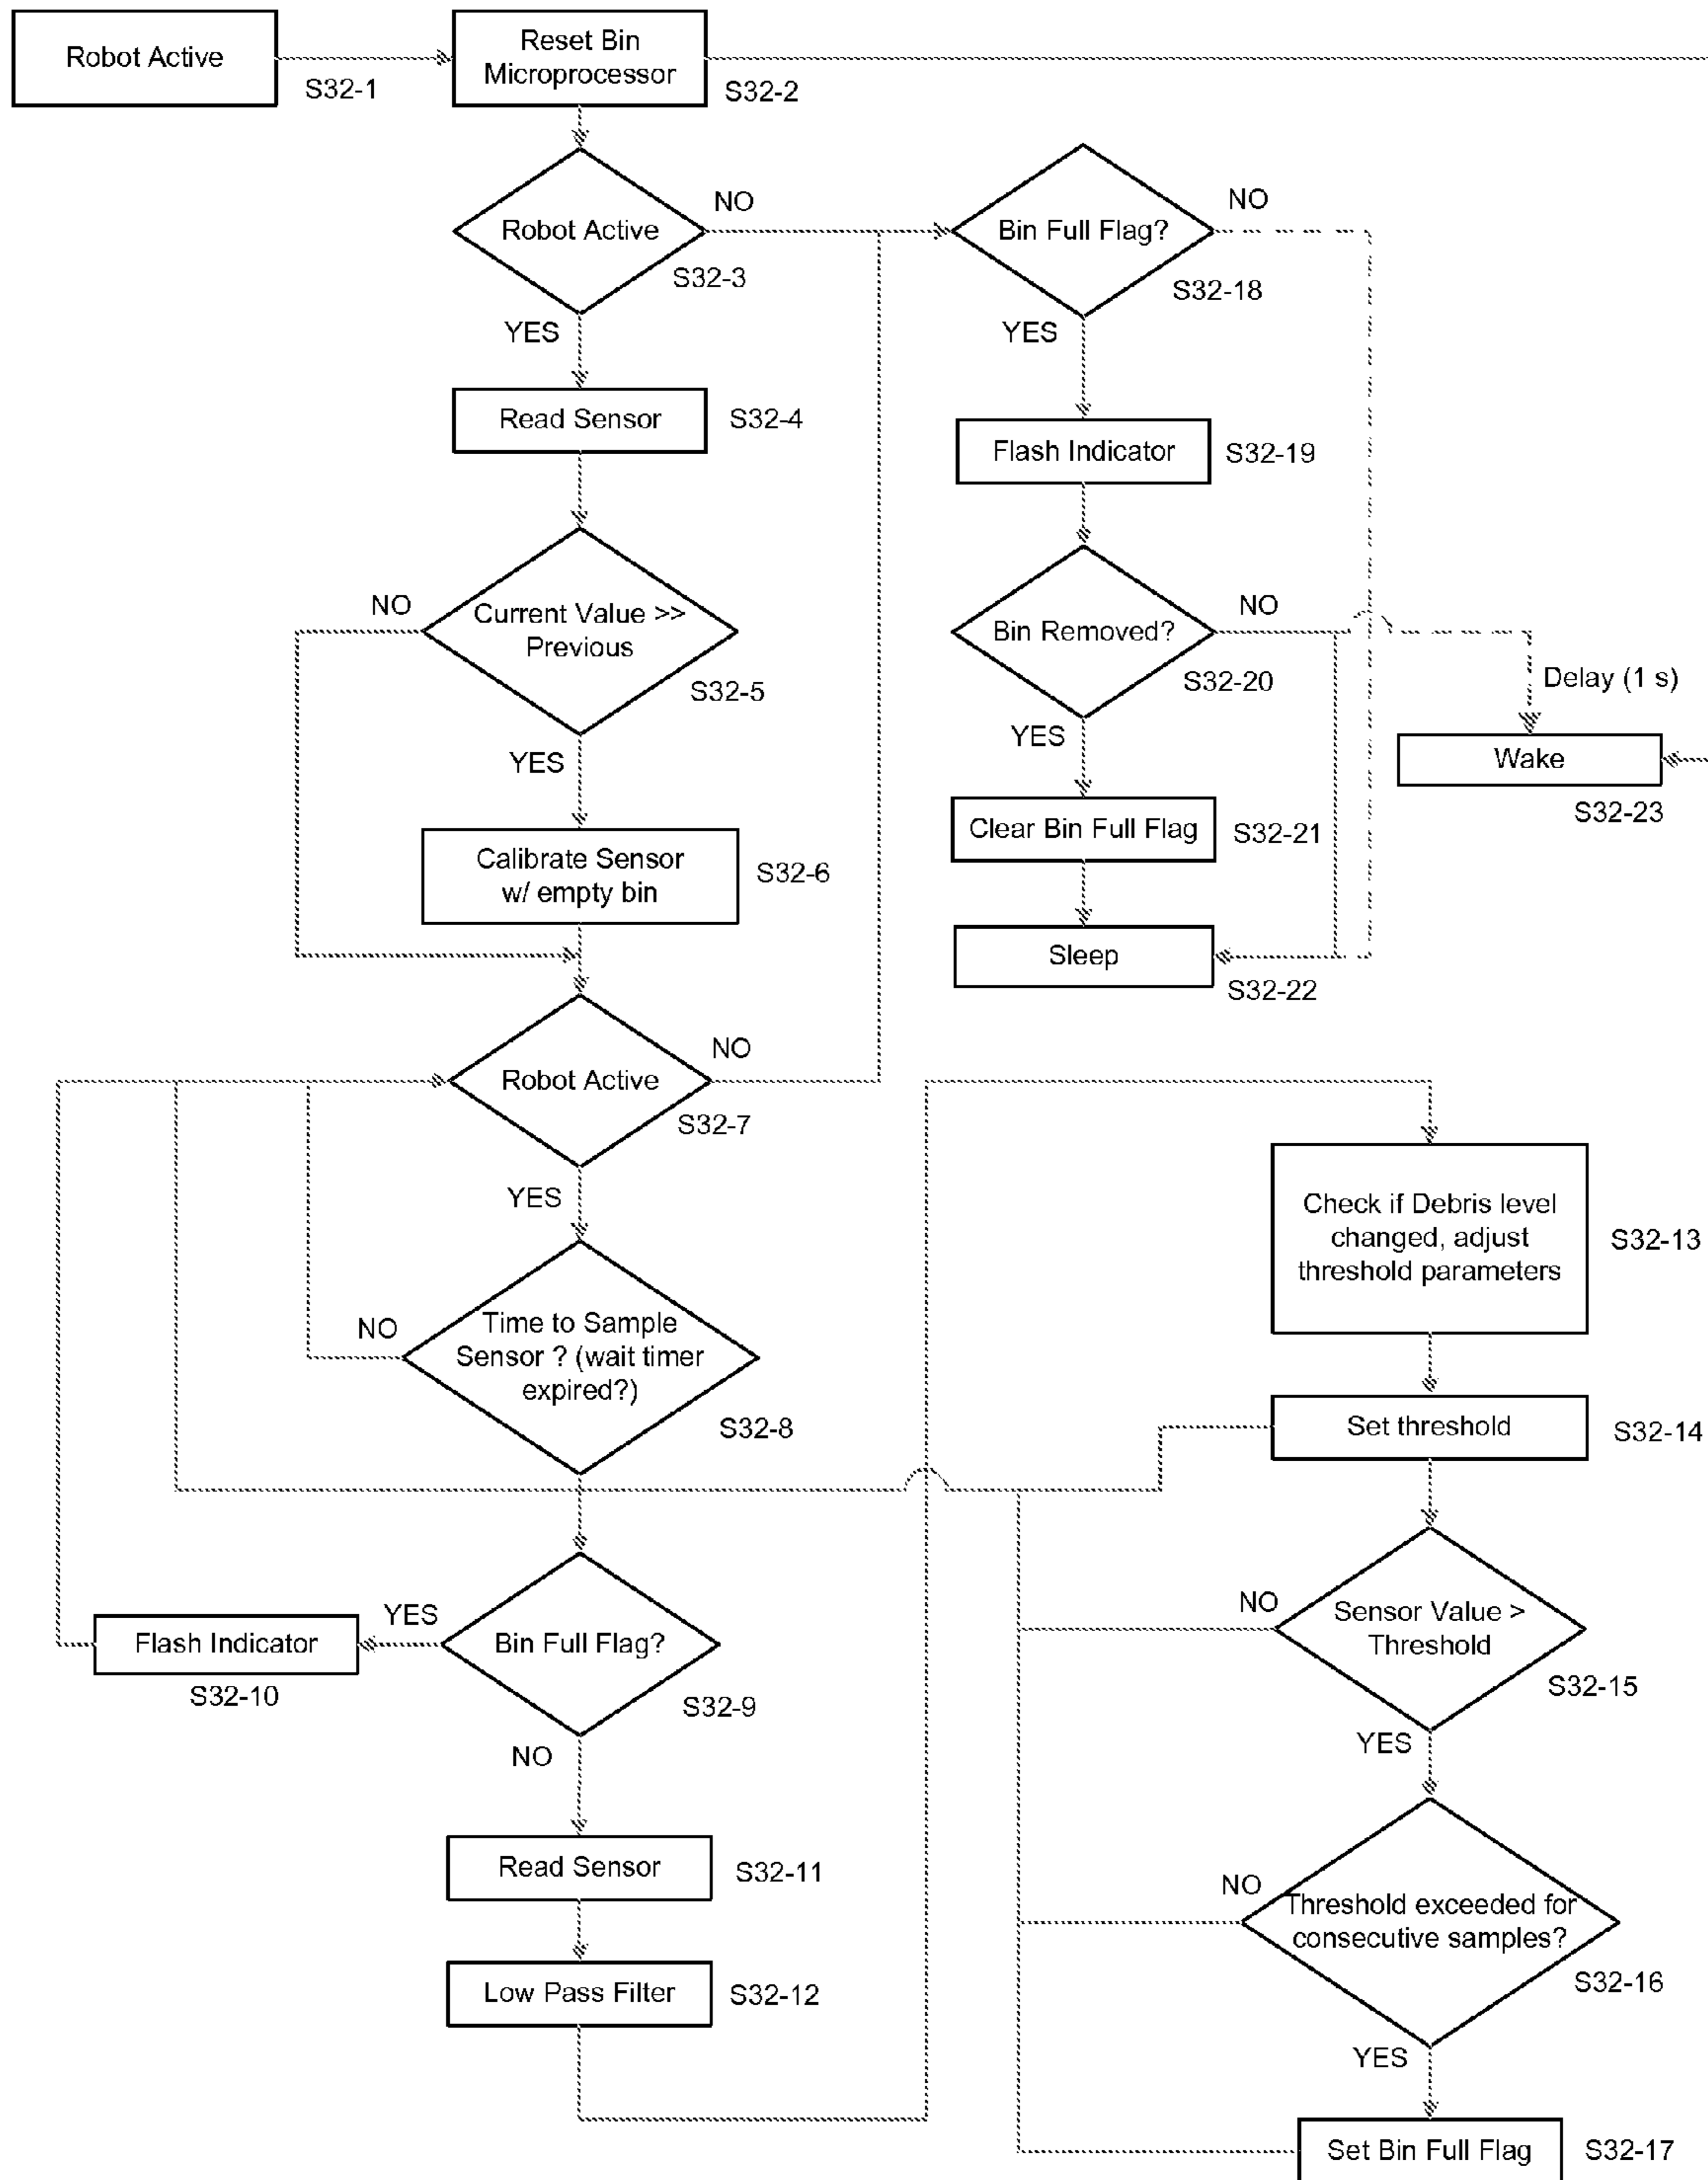 Robot Active
S32-1
Reset Bin
Microprocessor
S32-2
Robot Active
NO
S32-3
YES
Read Sensor
S32-4
NO
Current Value >>
Previous
S32-5
YES
Calibrate Sensor
w/ empty bin
S32-6
Robot Active
NO
S32-7
YES
NO
Time to Sample
Sensor ? (wait timer
expired?)
S32-8
Bin Full Flag?
YES
S32-9
Flash Indicator
S32-10
NO
Read Sensor
S32-11
Low Pass Filter
S32-12
Check if Debris level
changed, adjust
threshold parameters
S32-13
Set threshold
S32-14
NO
Sensor Value >
Threshold
S32-15
YES
NO
Threshold exceeded for
consecutive samples?
S32-16
YES
Set Bin Full Flag
S32-17
Bin Full Flag?
NO
S32-18
YES
Flash Indicator
S32-19
Bin Removed?
NO
S32-20
YES
Clear Bin Full Flag
S32-21
Sleep
S32-22
Delay (1 s)
Wake
S32-23